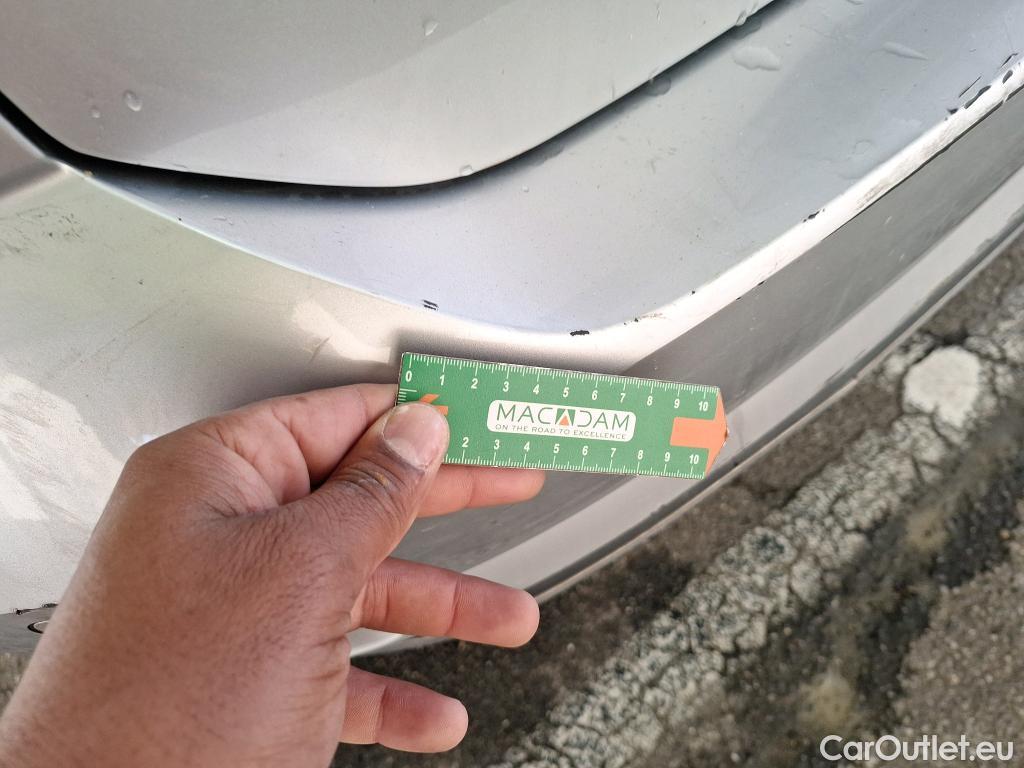 0 1 2 3 4 5 6 7 8 9 10
MACADAM
ON THE ROAD TO EXCELLENCE
2 3 4 5 6 7 8 9 10
CarOutlet.eu